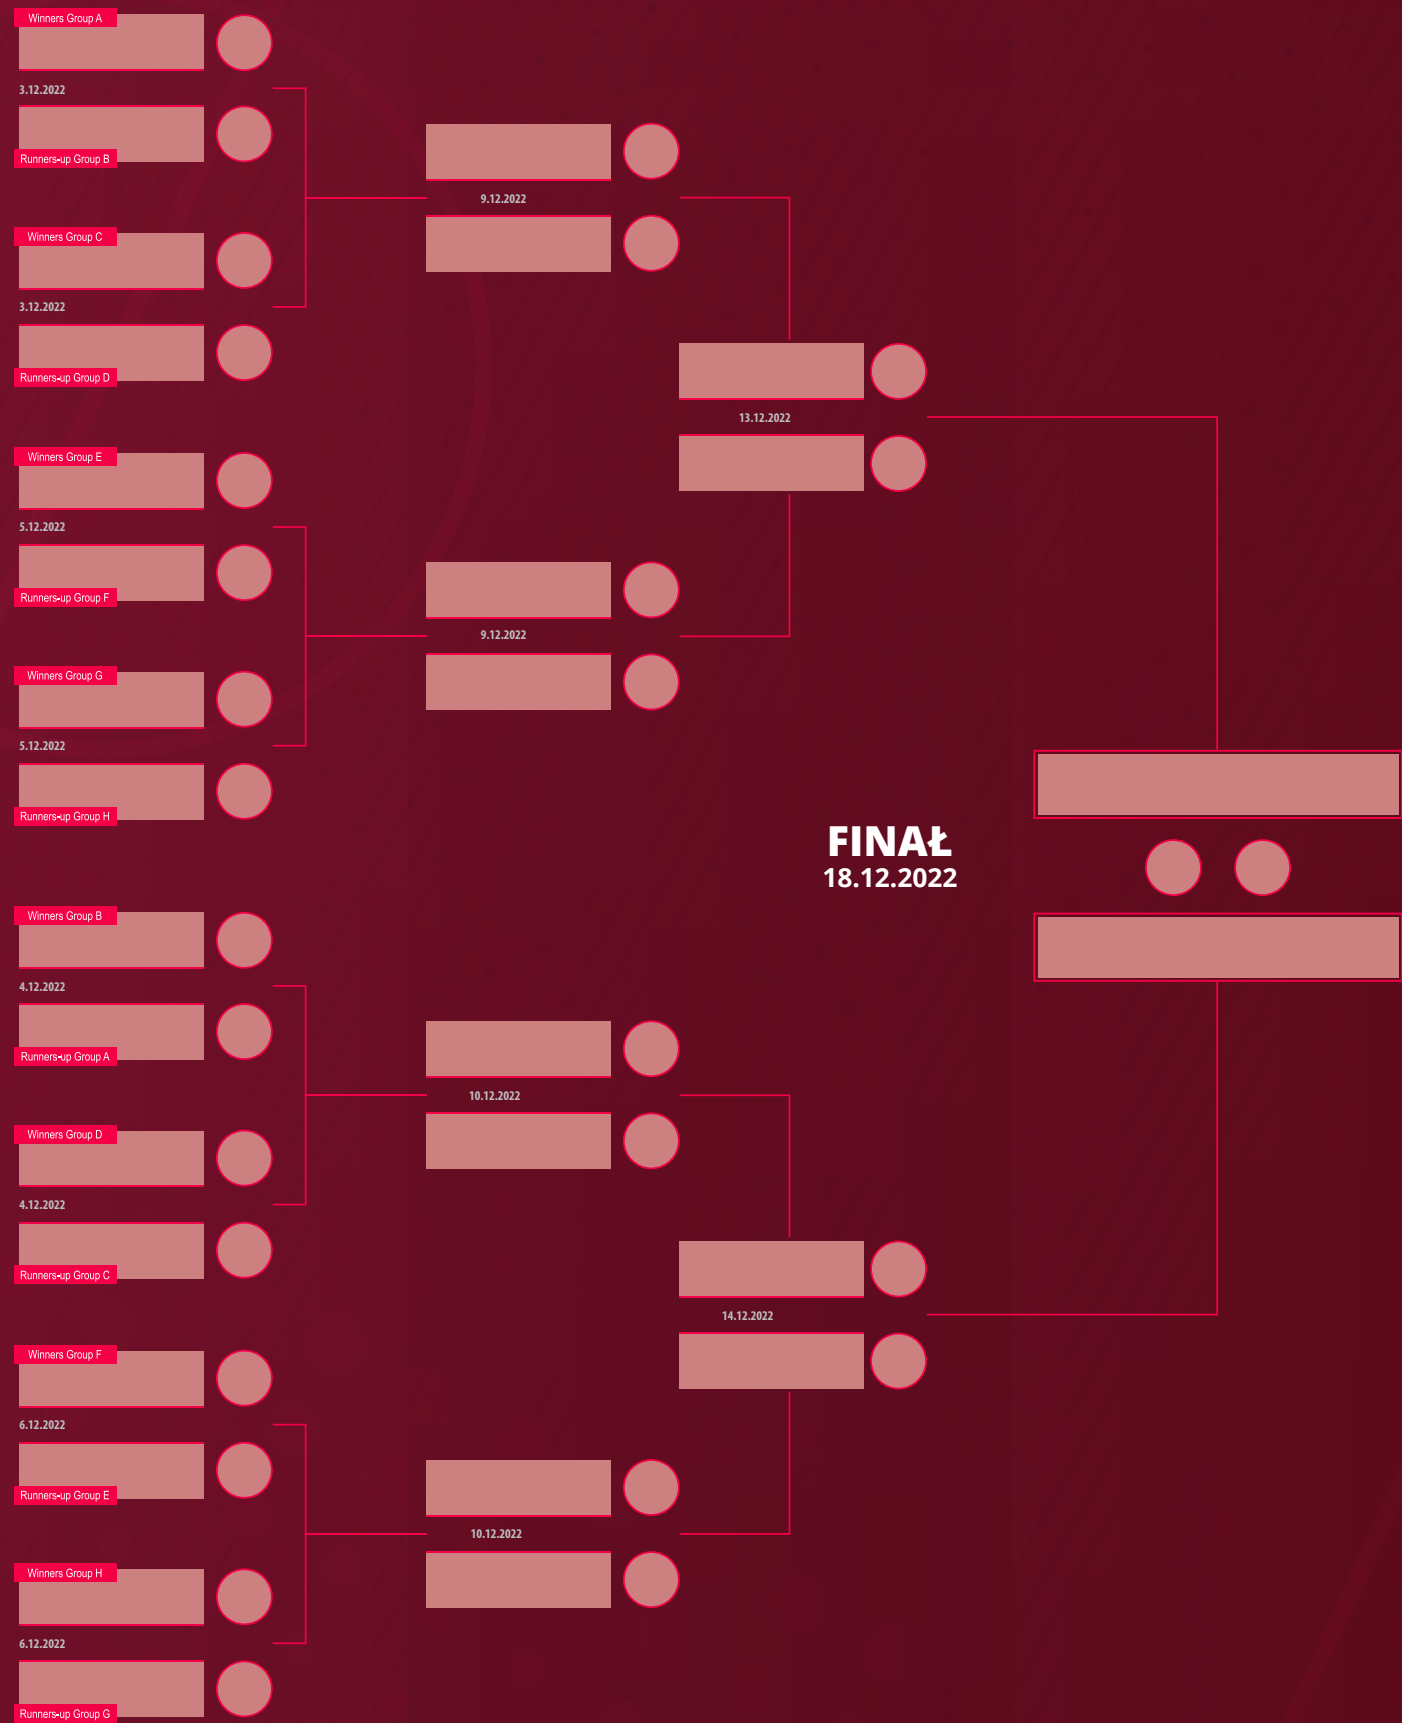 Winners Group A
3.12.2022
Runners-up Group B
Winners Group C
3.12.2022
Runners-up Group D
Winners Group E
5.12.2022
Runners-up Group F
Winners Group G
5.12.2022
Runners-up Group H
Winners Group B
4.12.2022
Runners-up Group A
Winners Group D
4.12.2022
Runners-up Group C
Winners Group F
6.12.2022
Runners-up Group E
Winners Group H
6.12.2022
Runners-up Group G
9.12.2022
9.12.2022
10.12.2022
10.12.2022
13.12.2022
14.12.2022
FINAŁ
18.12.2022